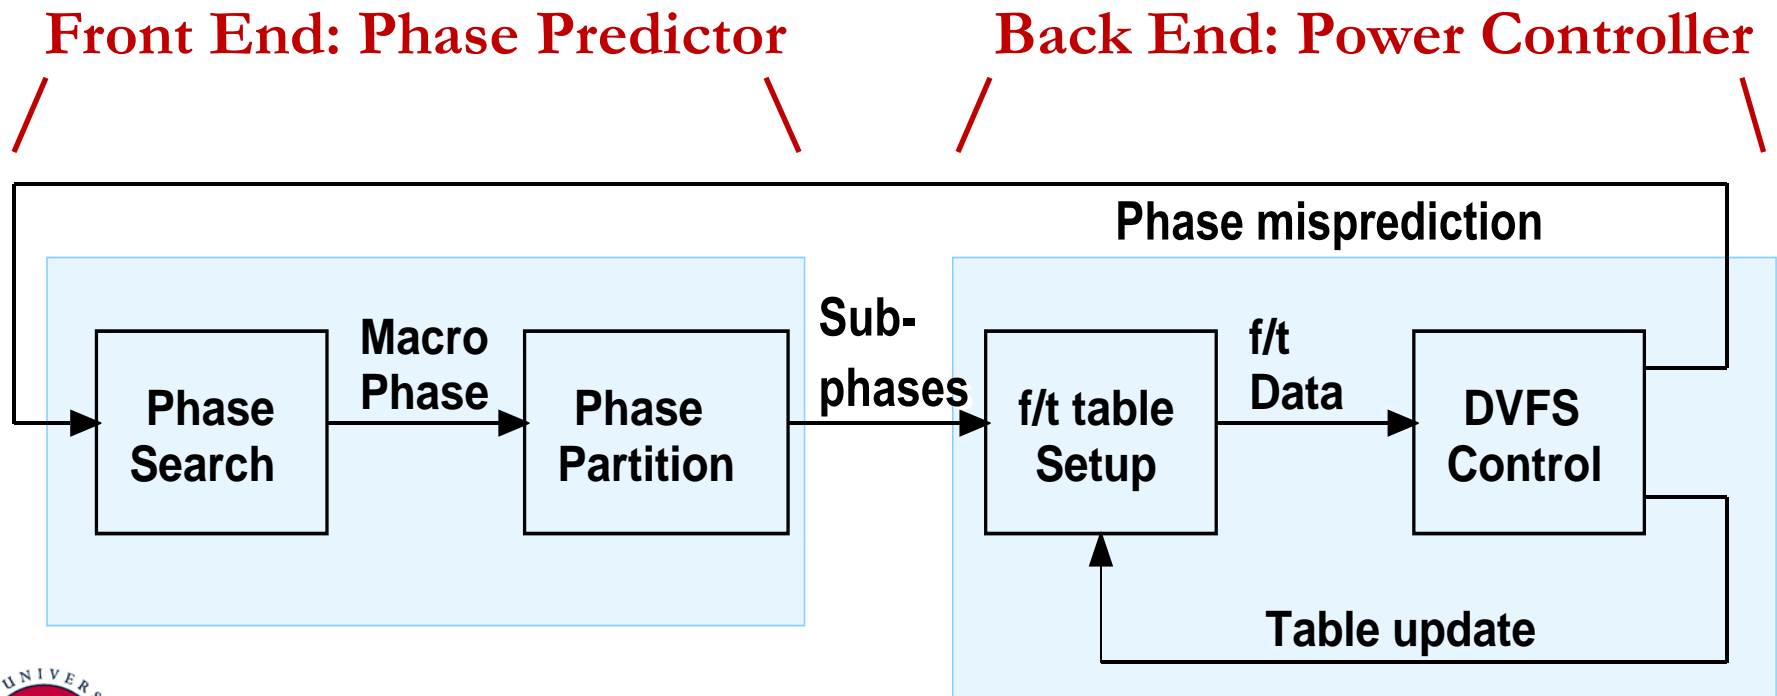 Front End: Phase Predictor
Back End: Power Controller
Phase misprediction
Macro
Phase
Sub-
phases
f/t
Data
Phase
Search
Phase
Partition
f/t table
Setup
DVFS
Control
Table update